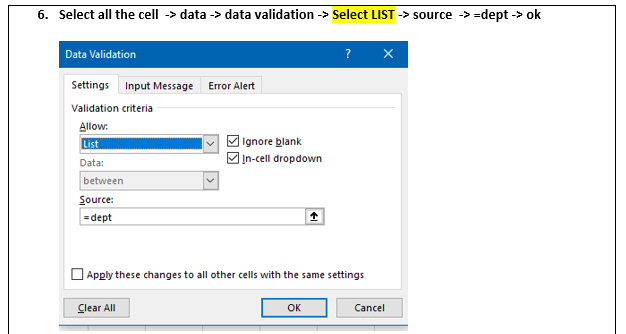 6. Select all the cell -> data -> data validation -> Select LIST -> source -> =dept -> ok
Data Validation ? ×
Settings Input Message Error Alert
Validation criteria
Allow:
List Ignore blank
Data: In-cell dropdown
between
Source:
=dept
Apply these changes to all other cells with the same settings
Clear All OK Cancel